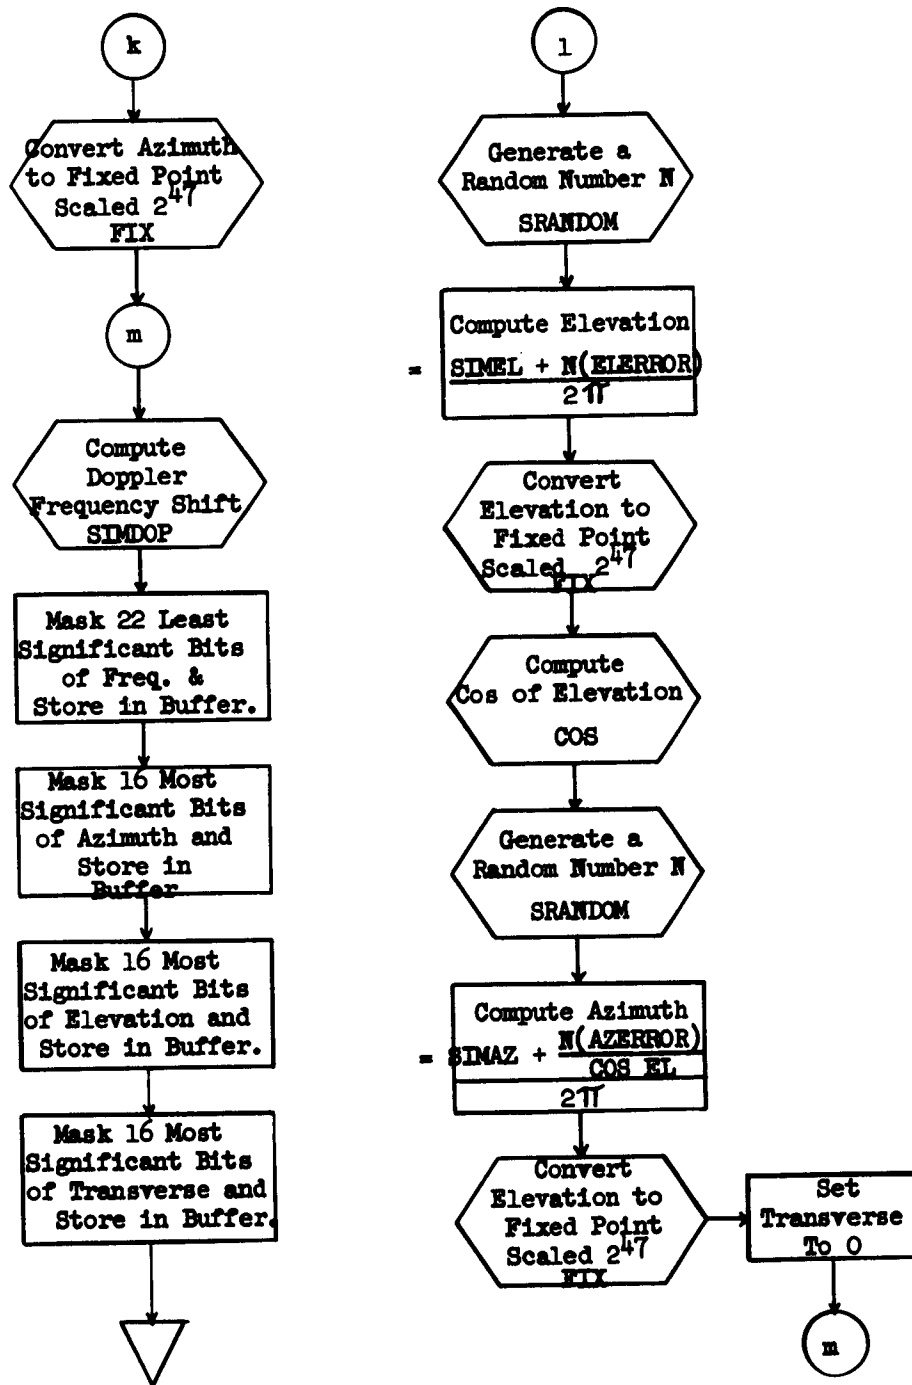 k
Convert Azimuth
to Fixed Point
Scaled 2^47
FIX
m
Compute
Doppler
Frequency Shift
SIMDOP
Mask 22 Least
Significant Bits
of Freq. &
Store in Buffer.
Mask 16 Most
Significant Bits
of Azimuth and
Store in
Buffer
Mask 16 Most
Significant Bits
of Elevation and
Store in Buffer.
Mask 16 Most
Significant Bits
of Transverse and
Store in Buffer.
l
Generate a
Random Number N
SRANDOM
Compute Elevation
= SIMEL + N(ELERROR)
2π
Convert
Elevation to
Fixed Point
Scaled 2^47
FIX
Compute
Cos of Elevation
COS
Generate a
Random Number N
SRANDOM
Compute Azimuth
= SIMAZ + N(AZERROR)
COS EL
2π
Convert
Elevation to
Fixed Point
Scaled 2^47
FIX
Set
Transverse
To 0
m